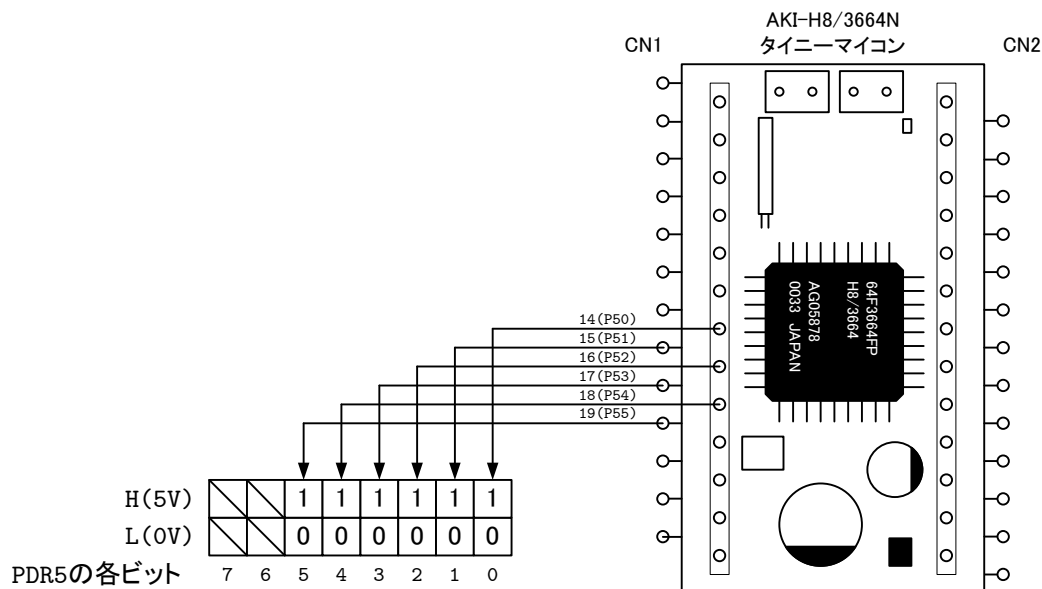 AKI-H8/3664N
タイニーマイコン
CN1
CN2
64F3664FP
H8/3664
AG05878
0033 JAPAN
14(P50)
15(P51)
16(P52)
17(P53)
18(P54)
19(P55)
H(5V) 1 1 1 1 1 1
L(0V) 0 0 0 0 0 0
PDR5の各ビット 7 6 5 4 3 2 1 0